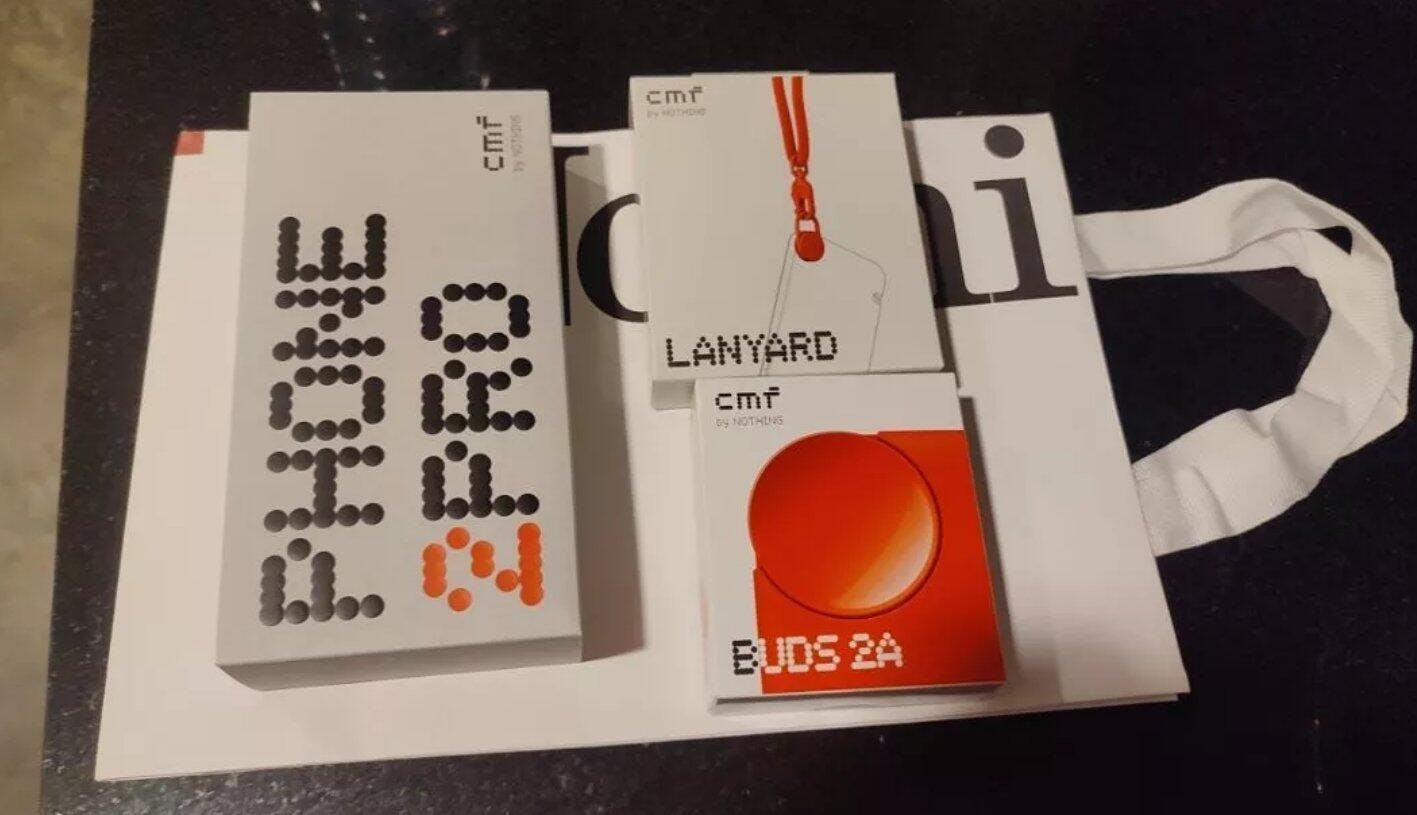 PHONE
2 PRO
cmf
by NOTHING
cmf
by NOTHING
LANYARD
cmf
by NOTHING
BUDS 2A